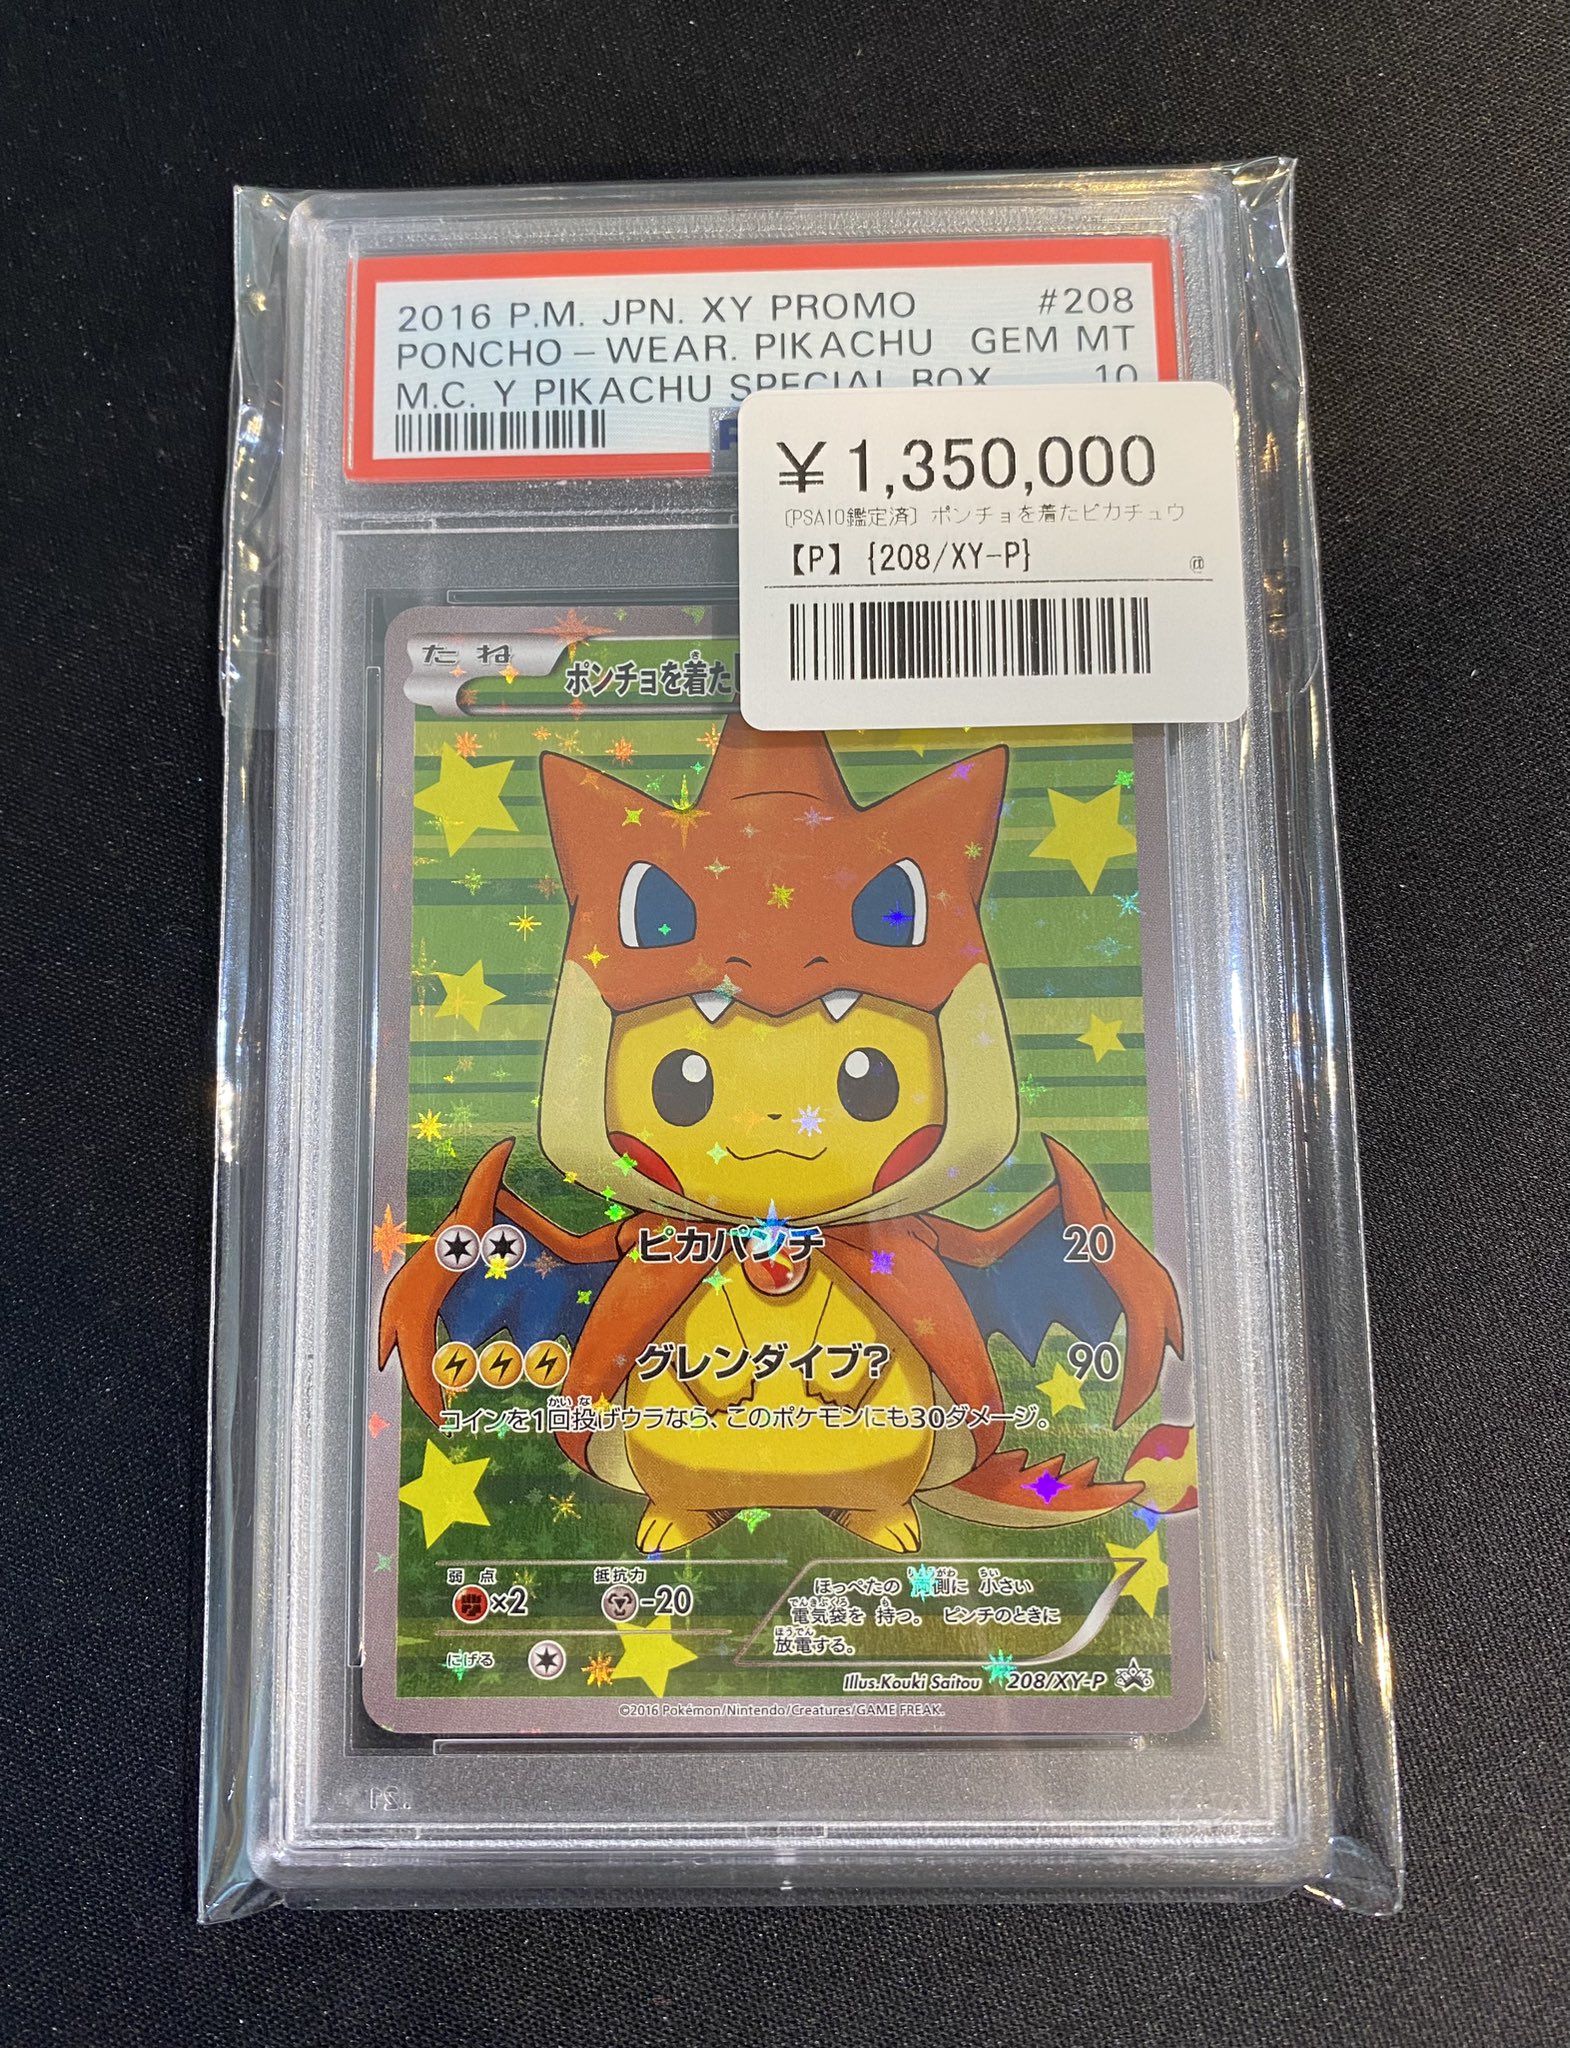 2016 P.M. JPN. XY PROMO #208
PONCHO-WEAR. PIKACHU GEM MT
M.C. Y PIKACHU SPECIAL BOX 10
¥1,350,000
〔PSA10鑑定済〕ポンチョを着たピカチュウ
【P】{208/XY-P}
@
たね
ポンチョを着た
ピカパンチ 20
グレンダイブ? 90
コインを1回投げウラなら、このポケモンにも30ダメージ。
弱点 抵抗力
×2 -20
にげる
ほっぺたの 両側に 小さい
電気袋を 持つ。 ピンチのときに
放電する。
Illus.Kouki Saitou 208/XY-P PROMO
©2016 Pokémon/Nintendo/Creatures/GAME FREAK.